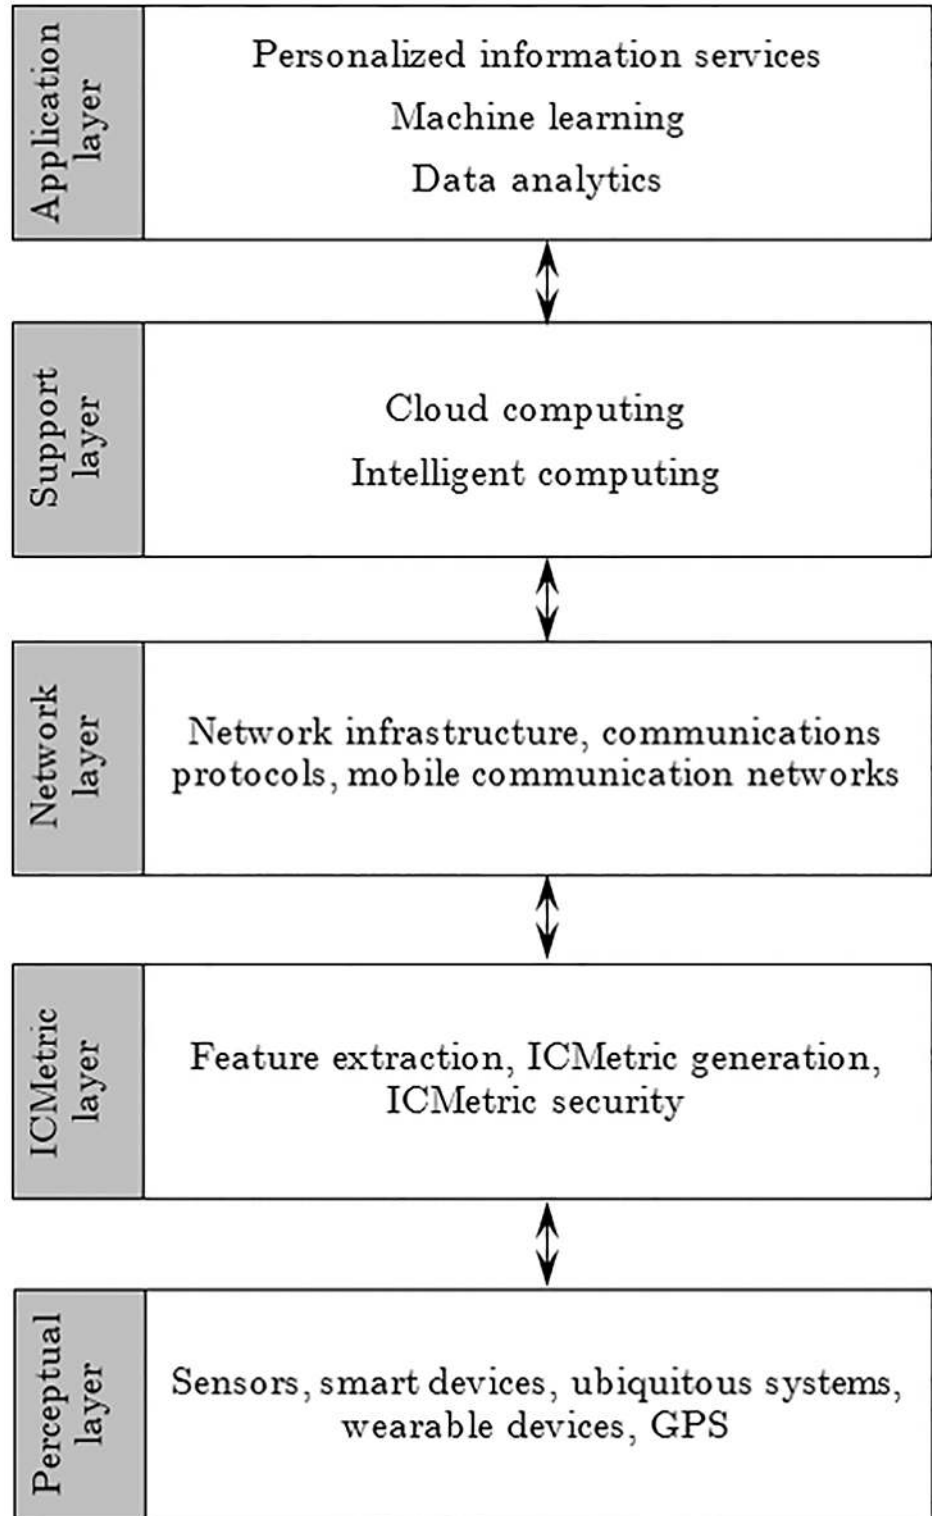 Application
layer
Personalized information services
Machine learning
Data analytics
Support
layer
Cloud computing
Intelligent computing
Network
layer
Network infrastructure, communications
protocols, mobile communication networks
ICMetric
layer
Feature extraction, ICMetric generation,
ICMetric security
Perceptual
layer
Sensors, smart devices, ubiquitous systems,
wearable devices, GPS